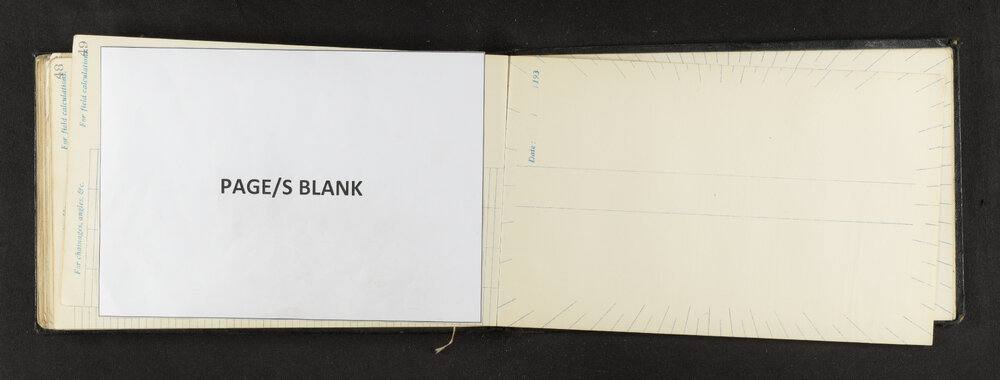 48
For field calculations
49
For field calculations
For chainages, angles, &c.
PAGE/S BLANK
Date: / /193